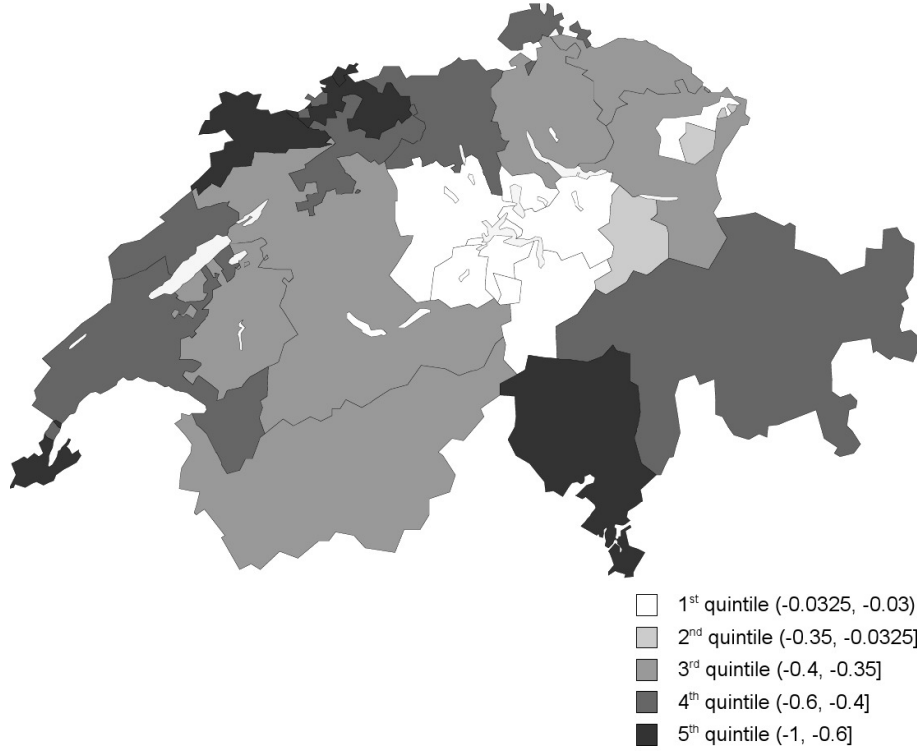 1st quintile (-0.0325, -0.03)
2nd quintile (-0.35, -0.0325]
3rd quintile (-0.4, -0.35]
4th quintile (-0.6, -0.4]
5th quintile (-1, -0.6]